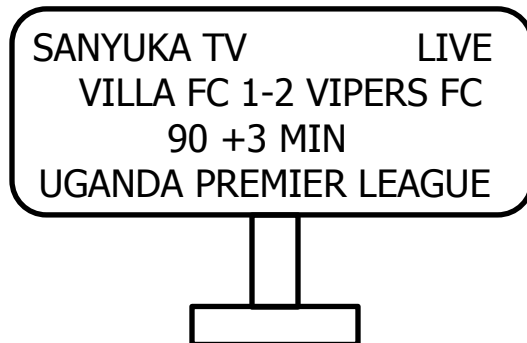 SANYUKA TV LIVE
VILLA FC 1-2 VIPERS FC
90 +3 MIN
UGANDA PREMIER LEAGUE